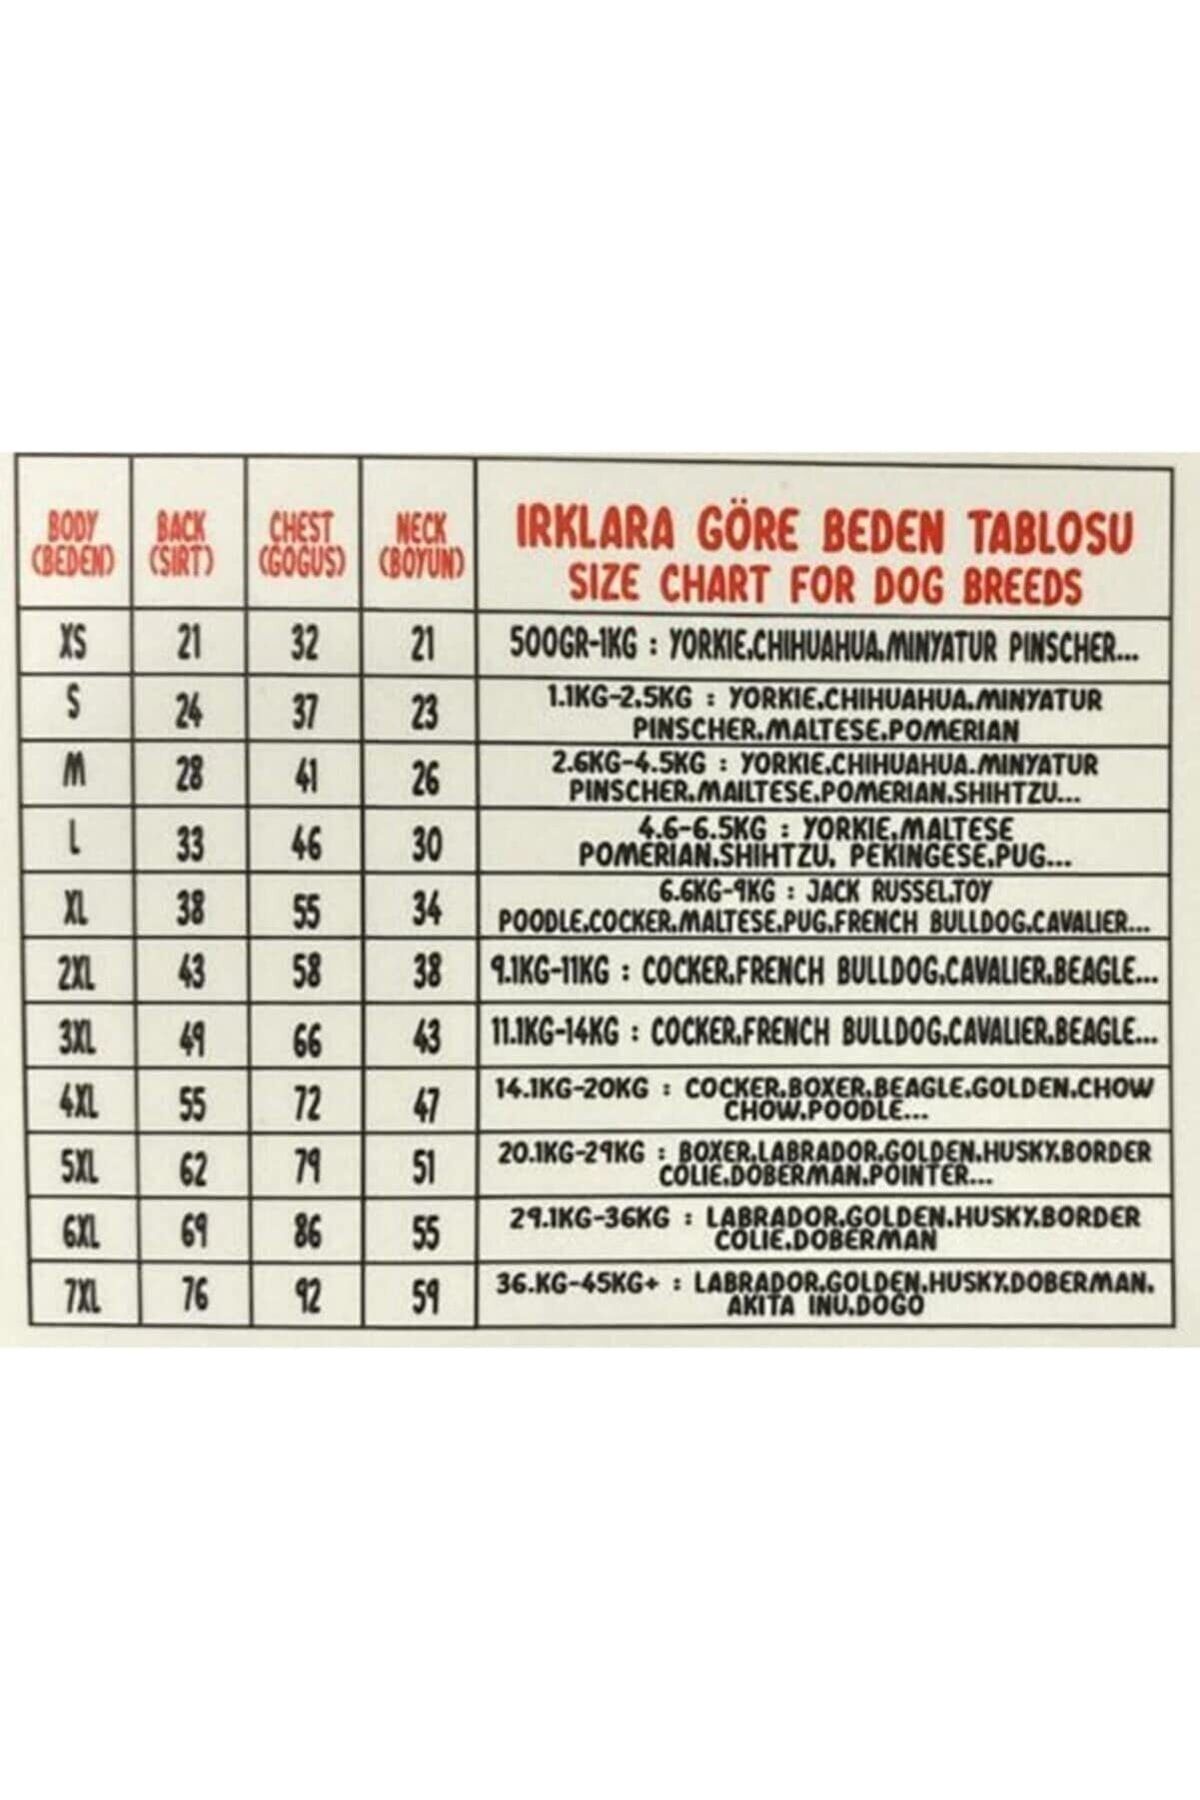 BODY (BEDEN) BACK (SIRT) CHEST (GOGUS) NECK (BOYUN) IRKLARA GÖRE BEDEN TABLOSU
SIZE CHART FOR DOG BREEDS
XS 21 32 21 500GR-1KG : YORKIE,CHIHUAHUA,MINYATUR PINSCHER...
S 24 37 23 1.1KG-2.5KG : YORKIE,CHIHUAHUA,MINYATUR
PINSCHER,MALTESE,POMERIAN
M 28 41 26 2.6KG-4.5KG : YORKIE,CHIHUAHUA,MINYATUR
PINSCHER,MAILTESE,POMERIAN,SHIHTZU...
L 33 46 30 4.6-6.5KG : YORKIE,MALTESE
POMERIAN,SHIHTZU, PEKINGESE,PUG...
XL 38 55 34 6.6KG-9KG : JACK RUSSEL,TOY
POODLE,COCKER,MALTESE,PUG,FRENCH BULLDOG,CAVALIER...
2XL 43 58 38 9.1KG-11KG : COCKER,FRENCH BULLDOG,CAVALIER,BEAGLE...
3XL 49 66 43 11.1KG-14KG : COCKER,FRENCH BULLDOG,CAVALIER,BEAGLE...
4XL 55 72 47 14.1KG-20KG : COCKER,BOXER,BEAGLE,GOLDEN,CHOW
CHOW,POODLE...
5XL 62 79 51 20.1KG-29KG : BOXER,LABRADOR,GOLDEN,HUSKY,BORDER
COLIE,DOBERMAN,POINTER...
6XL 69 86 55 29.1KG-36KG : LABRADOR,GOLDEN,HUSKY,BORDER
COLIE,DOBERMAN
7XL 76 92 59 36.KG-45KG+ : LABRADOR,GOLDEN,HUSKY,DOBERMAN,
AKITA INU,DOGO